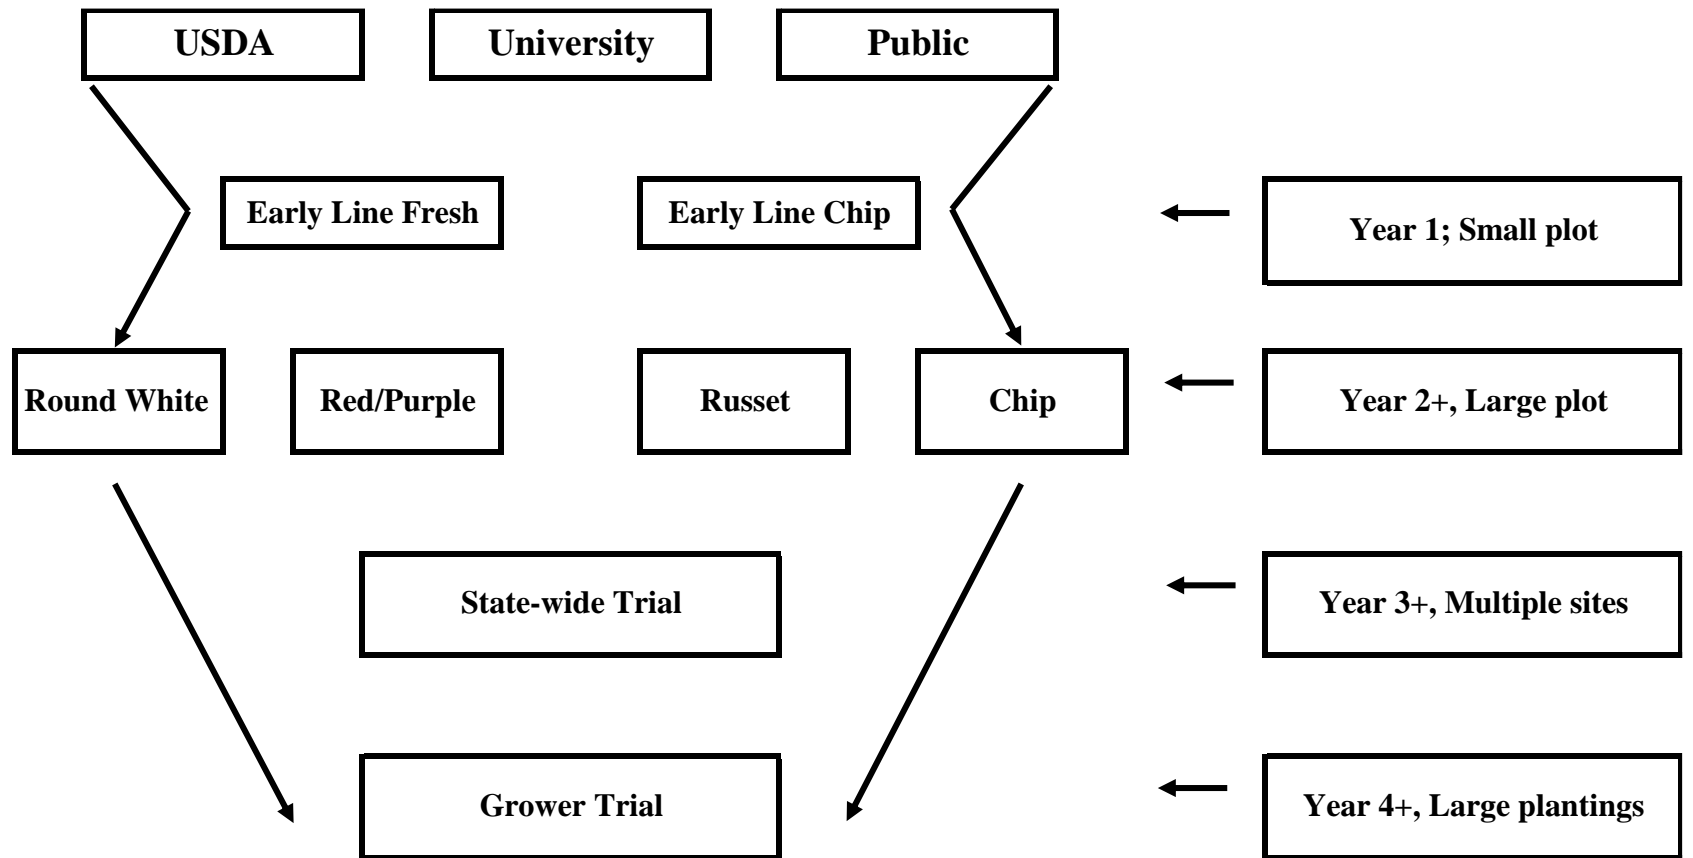 USDA
University
Public
Early Line Fresh
Early Line Chip
Year 1; Small plot
Round White
Red/Purple
Russet
Chip
Year 2+, Large plot
State-wide Trial
Year 3+, Multiple sites
Grower Trial
Year 4+, Large plantings